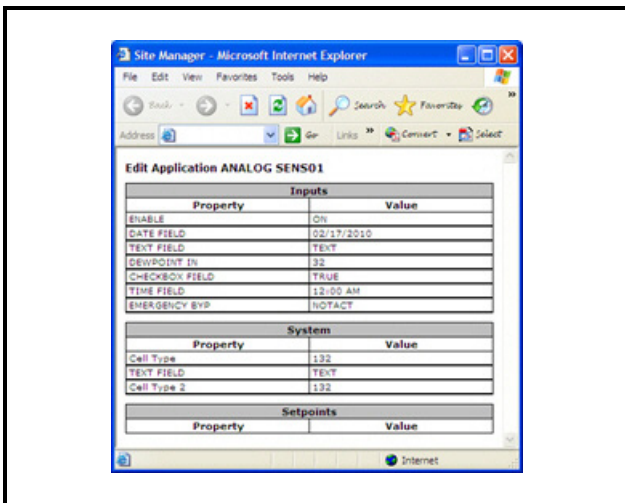 Site Manager - Microsoft Internet Explorer
File Edit View Favorites Tools Help
Back Search Favorites »
Address Go Links » Convert Select
Edit Application ANALOG SENS01
Inputs
Property Value
ENABLE ON
DATE FIELD 02/17/2010
TEXT FIELD TEXT
DEWPOINT IN 32
CHECKBOX FIELD TRUE
TIME FIELD 12:00 AM
EMERGENCY BYP NOTACT
System
Property Value
Cell Type 132
TEXT FIELD TEXT
Cell Type 2 132
Setpoints
Property Value
Internet